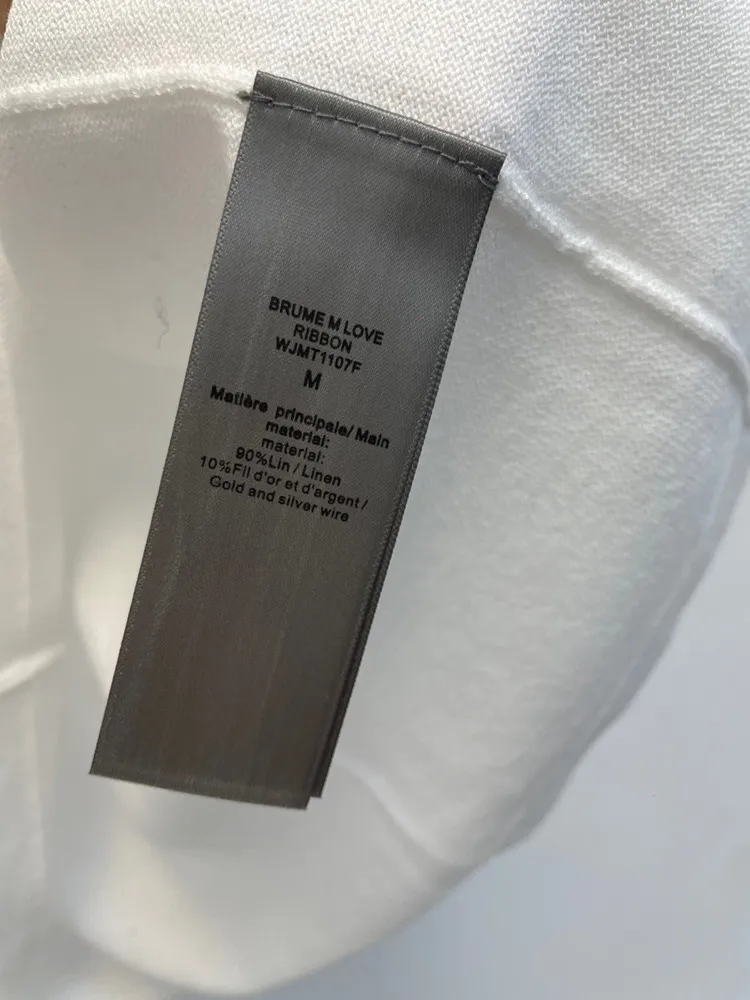 BRUME M LOVE
RIBBON
WJMT1107F
M
Matière principale/ Main
material:
material:
90%Lin / Linen
10%Fil d'or et d'argent /
Gold and silver wire